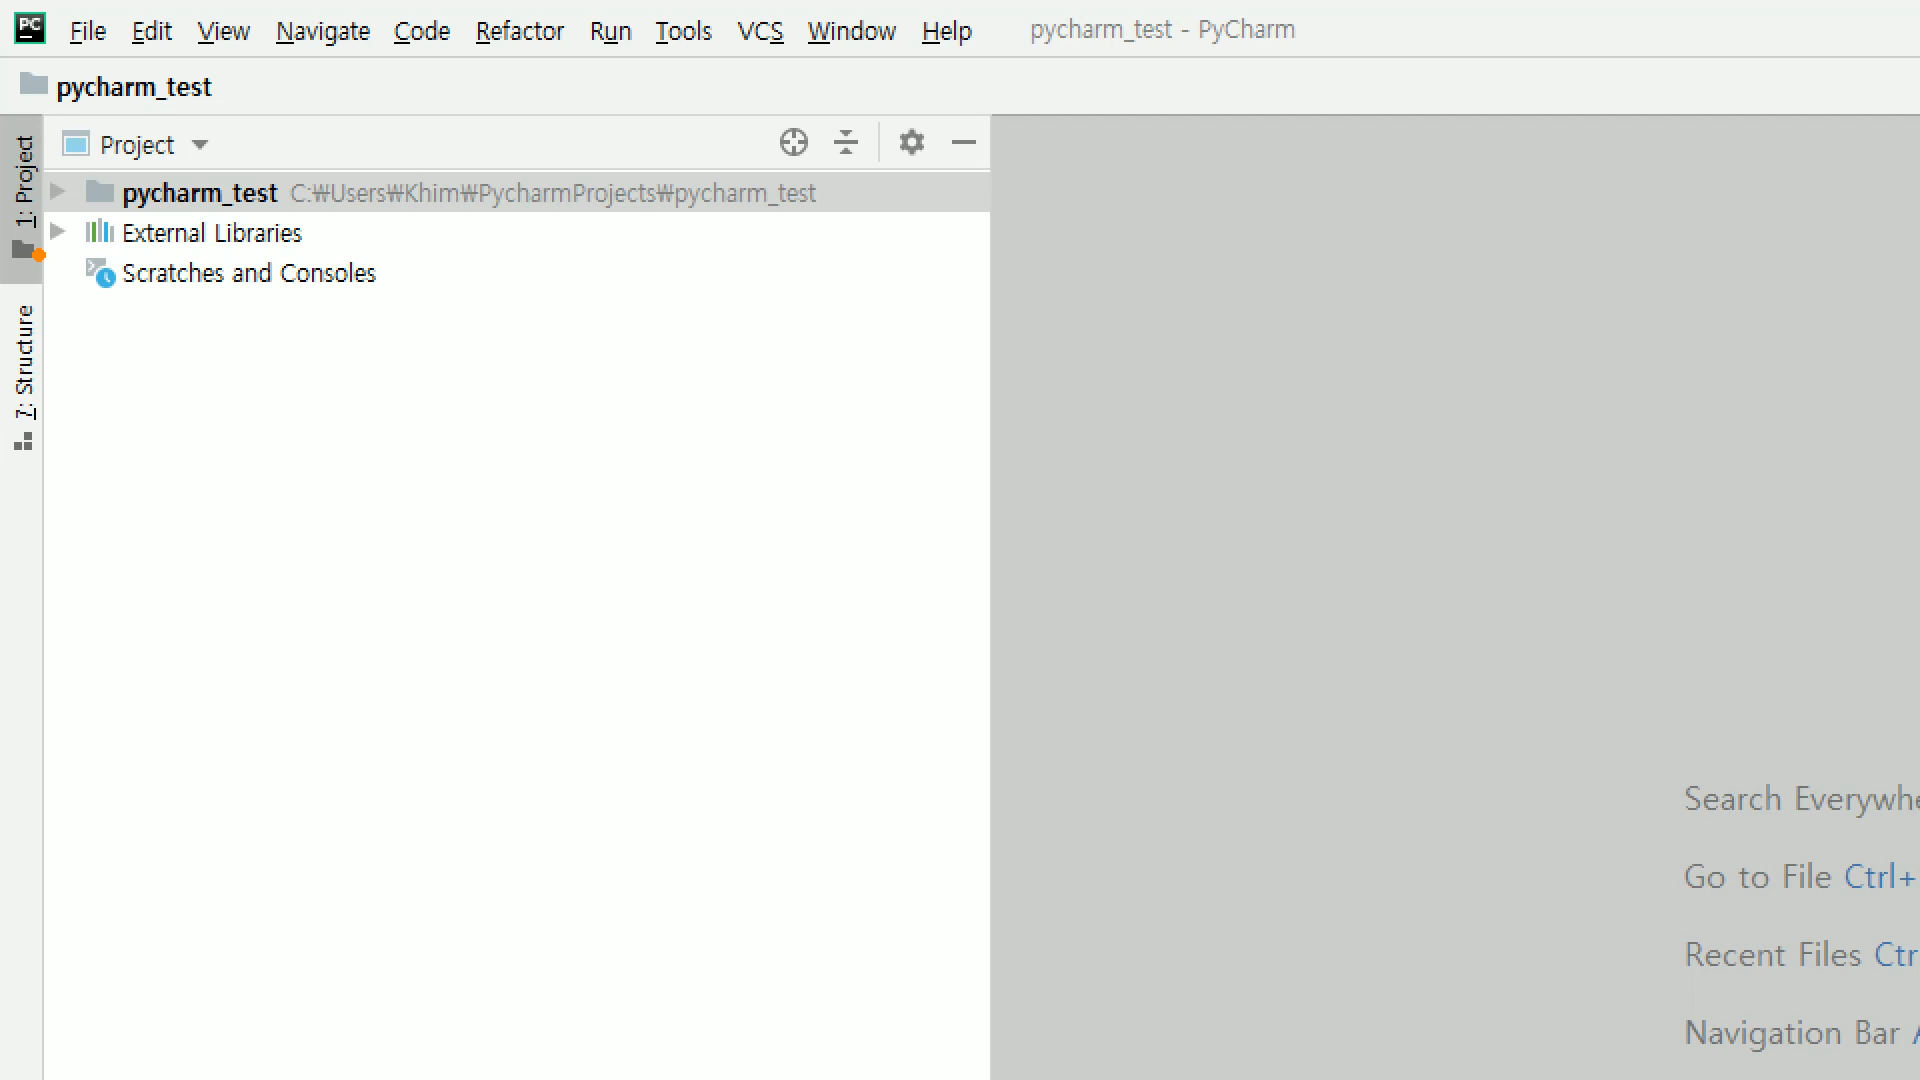 PC File Edit View Navigate Code Refactor Run Tools VCS Window Help pycharm_test - PyCharm
pycharm_test
1: Project
Project
pycharm_test C:₩Users₩Khim₩PycharmProjects₩pycharm_test
External Libraries
Scratches and Consoles
7: Structure
Search Everywhe
Go to File Ctrl+
Recent Files Ctr
Navigation Bar